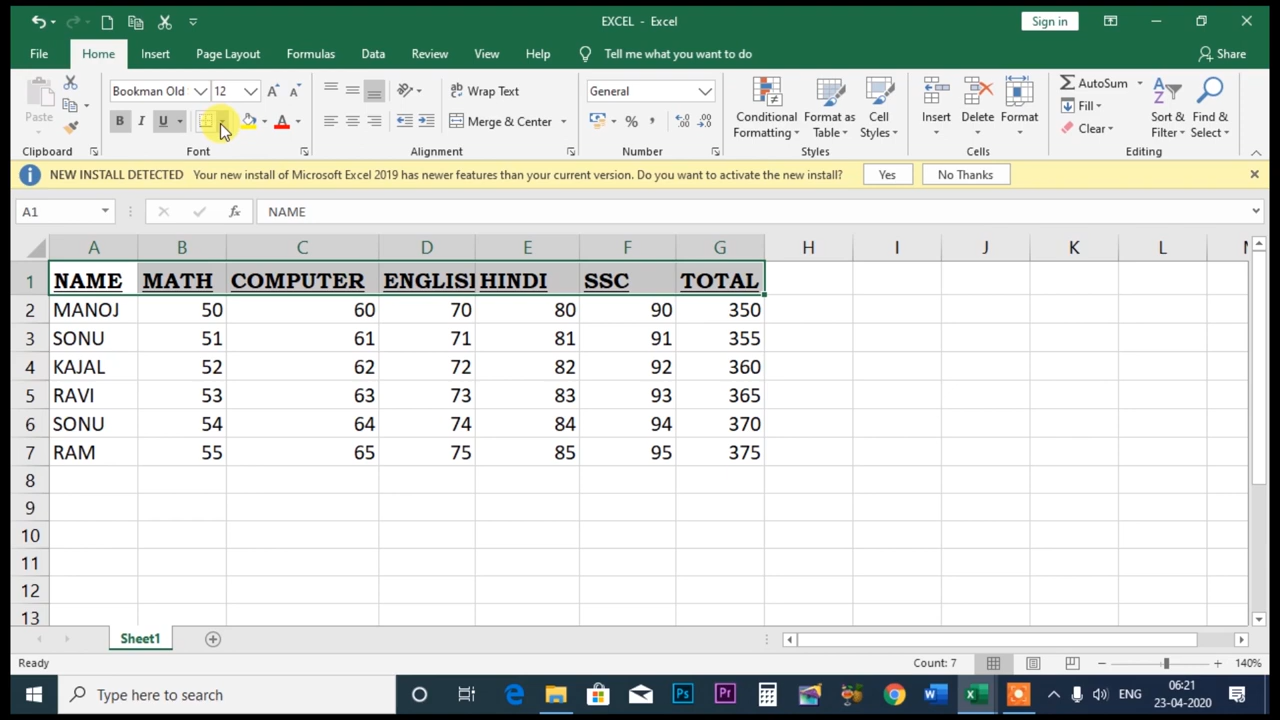 EXCEL - Excel
Sign in
File Home Insert Page Layout Formulas Data Review View Help Tell me what you want to do Share
Paste
Bookman Old 12
B I U A
Wrap Text
Merge & Center
General
%
Conditional Formatting
Format as Table
Cell Styles
Insert Delete Format
AutoSum
Fill
Clear
Sort & Filter
Find & Select
Clipboard Font Alignment Number Styles Cells Editing
NEW INSTALL DETECTED Your new install of Microsoft Excel 2019 has newer features than your current version. Do you want to activate the new install? Yes No Thanks
A1 fx NAME
A B C D E F G H I J K L
1 NAME MATH COMPUTER ENGLISH HINDI SSC TOTAL
2 MANOJ 50 60 70 80 90 350
3 SONU 51 61 71 81 91 355
4 KAJAL 52 62 72 82 92 360
5 RAVI 53 63 73 83 93 365
6 SONU 54 64 74 84 94 370
7 RAM 55 65 75 85 95 375
8
9
10
11
12
13
Sheet1
Ready Count: 7 140%
Type here to search Ps Pr ENG 06:21
23-04-2020